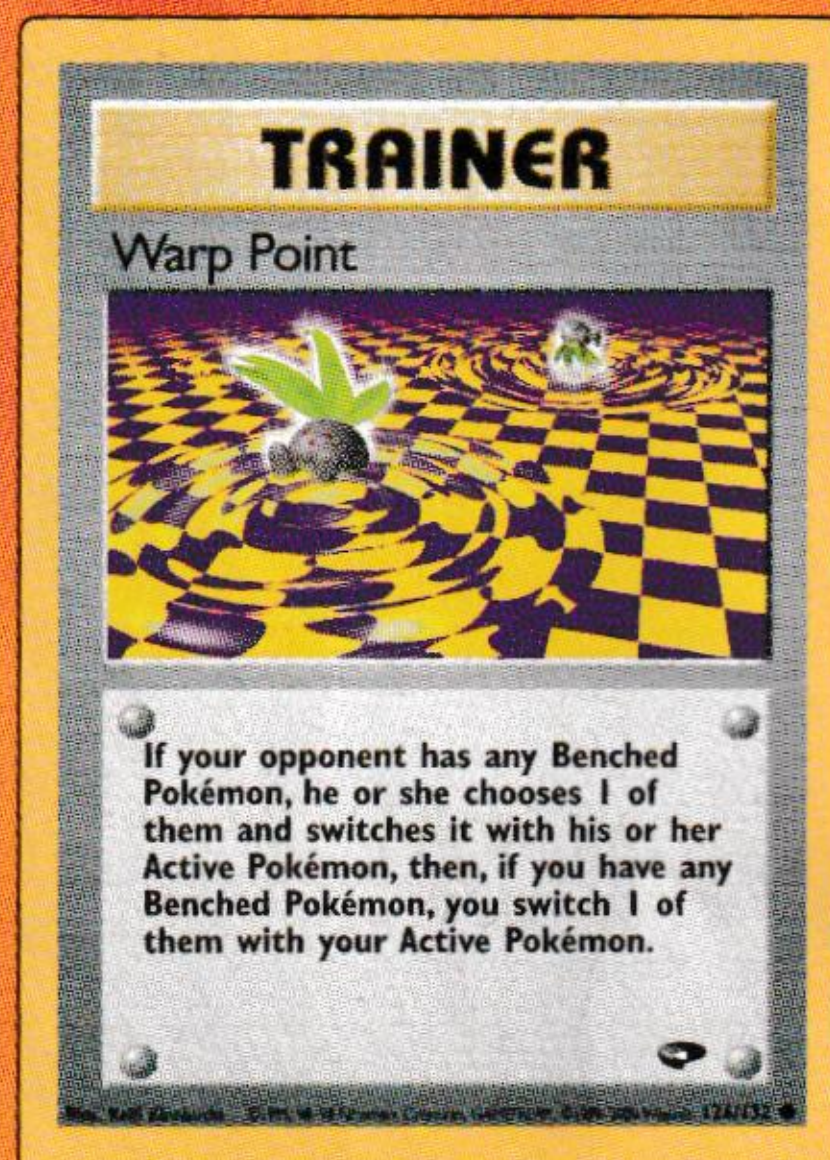 TRAINER
Warp Point
If your opponent has any Benched
Pokémon, he or she chooses 1 of
them and switches it with his or her
Active Pokémon, then, if you have any
Benched Pokémon, you switch 1 of
them with your Active Pokémon.